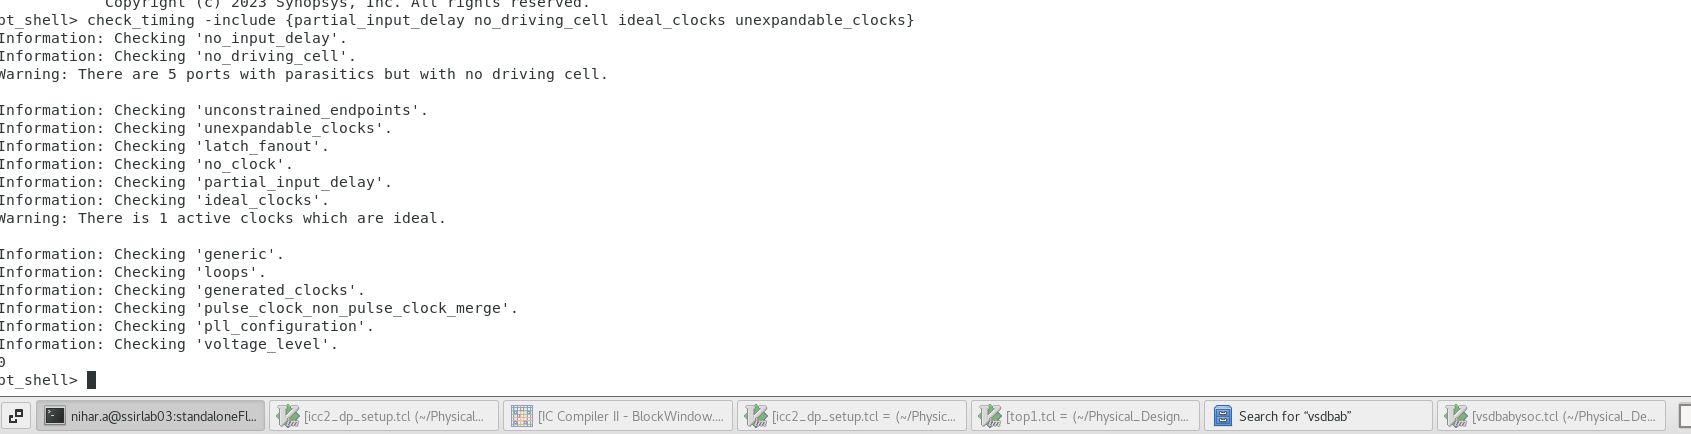 Copyright (c) 2023 Synopsys, Inc. All rights reserved.
pt_shell> check_timing -include {partial_input_delay no_driving_cell ideal_clocks unexpandable_clocks}
Information: Checking 'no_input_delay'.
Information: Checking 'no_driving_cell'.
Warning: There are 5 ports with parasitics but with no driving cell.
Information: Checking 'unconstrained_endpoints'.
Information: Checking 'unexpandable_clocks'.
Information: Checking 'latch_fanout'.
Information: Checking 'no_clock'.
Information: Checking 'partial_input_delay'.
Information: Checking 'ideal_clocks'.
Warning: There is 1 active clocks which are ideal.
Information: Checking 'generic'.
Information: Checking 'loops'.
Information: Checking 'generated_clocks'.
Information: Checking 'pulse_clock_non_pulse_clock_merge'.
Information: Checking 'pll_configuration'.
Information: Checking 'voltage_level'.
0
pt_shell>
nihar.a@ssirlab03:standaloneFl... [icc2_dp_setup.tcl (~/Physical... [IC Compiler II - BlockWindow.... [icc2_dp_setup.tcl = (~/Physic... [top1.tcl = (~/Physical_Design... Search for “vsdbab” [vsdbabysoc.tcl (~/Physical_De...